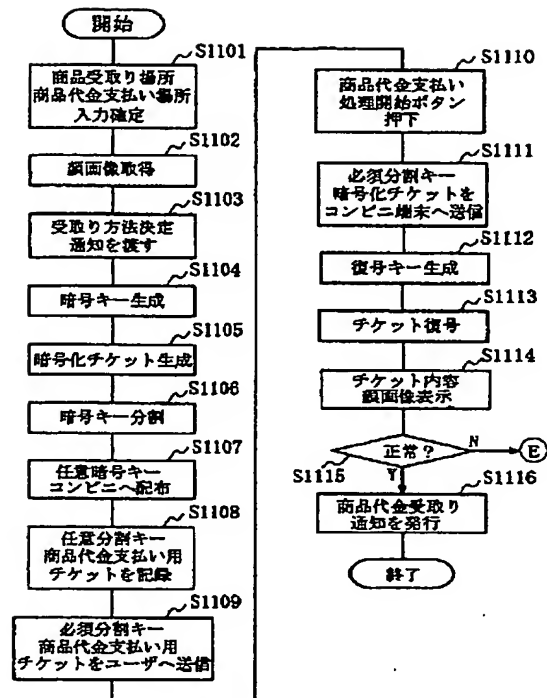 開始
S1101
商品受取り場所
商品代金支払い場所
入力確定
S1102
顔画像取得
S1103
受取り方法決定
通知を渡す
S1104
暗号キー生成
S1105
暗号化チケット生成
S1106
暗号キー分割
S1107
任意暗号キー
コンビニへ配布
S1108
任意分割キー
商品代金支払い用
チケットを記録
S1109
必須分割キー
商品代金支払い用
チケットをユーザへ送信
S1110
商品代金支払い
処理開始ボタン
押下
S1111
必須分割キー
暗号化チケットを
コンビニ端末へ送信
S1112
復号キー生成
S1113
チケット復号
S1114
チケット内容
顔画像表示
正常？
N
E
S1115
Y
S1116
商品代金受取り
通知を発行
終了